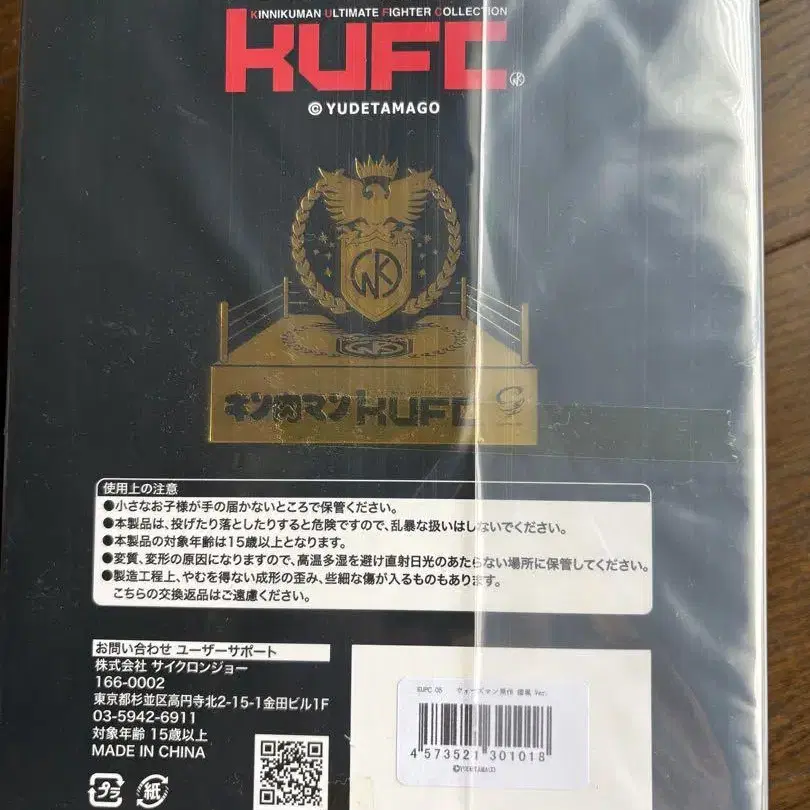 KINNIKUMAN ULTIMATE FIGHTER COLLECTION
KUFC
©YUDETAMAGO
キン肉マン KUFC
使用上の注意
●小さなお子様が手の届かないところで保管ください。
●本製品は、投げたり落としたりすると危険ですので、乱暴な扱いはしないでください。
●本製品の対象年齢は15歳以上となります。
●変質、変形の原因になりますので、高温多湿を避け直射日光のあたらない場所に保管してください。
●製造工程上、やむを得ない成形の歪み、些細な傷が入るものもあります。
こちらの交換返品はご遠慮ください。
お問い合わせ ユーザーサポート
株式会社 サイクロンジョー
166-0002
東京都杉並区高円寺北2-15-1金田ビル1F
03-5942-6911
対象年齢 15歳以上
MADE IN CHINA
プラ
紙
ウォーズマン原作 Ver.
4 573521 301018
©YUDETAMAGO